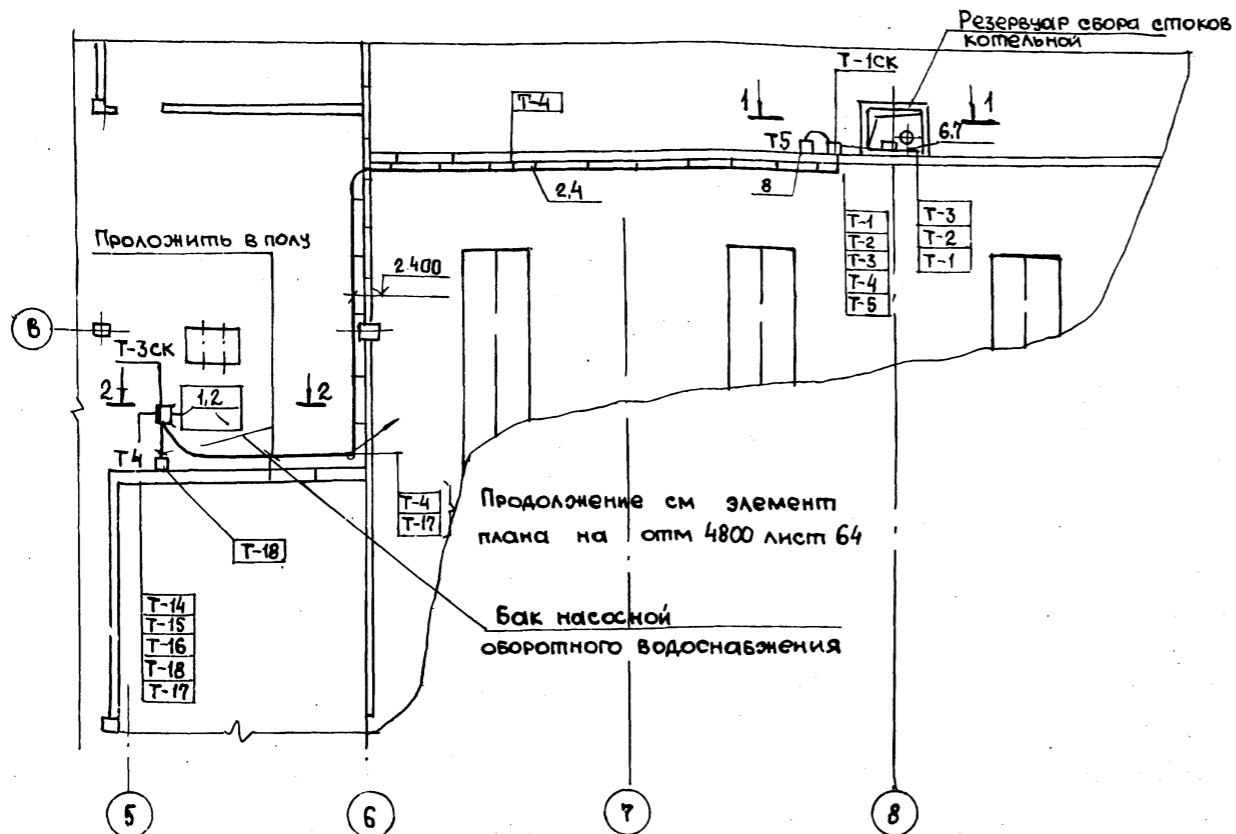 Резервуар сбора стоков
котельной
Т-1СК
Т-4
1
1
Т5
6.7
2,4
8
Т-1
Т-2
Т-3
Т-4
Т-5
Т-3
Т-2
Т-1
Проложить в полу
2.400
В
Т-3СК
2
1,2
2
Т4
Т-4
Т-17
Продолжение см элемент
плана на отм 4800 лист 64
Т-18
Т-14
Т-15
Т-16
Т-18
Т-17
Бак насосной
оборотного водоснабжения
5
6
7
8